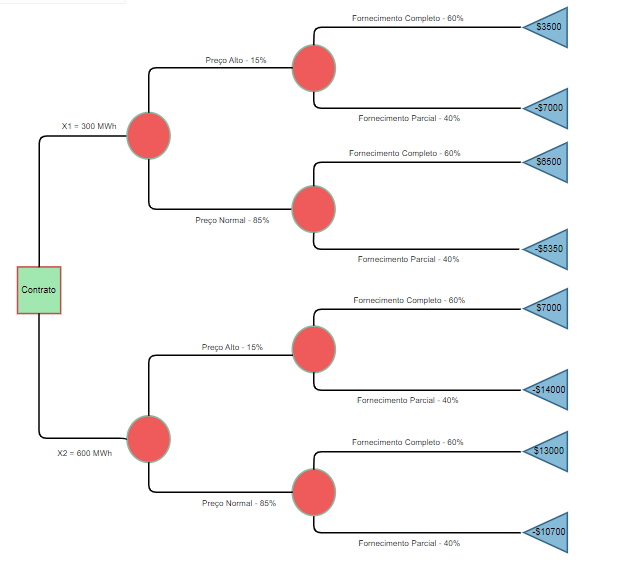 Fornecimento Completo - 60%
$3500
Preço Alto - 15%
-$7000
Fornecimento Parcial - 40%
X1 = 300 MWh
Fornecimento Completo - 60%
$6500
Preço Normal - 85%
-$5350
Fornecimento Parcial - 40%
Contrato
Fornecimento Completo - 60%
$7000
Preço Alto - 15%
-$14000
Fornecimento Parcial - 40%
Fornecimento Completo - 60%
$13000
X2 = 600 MWh
Preço Normal - 85%
-$10700
Fornecimento Parcial - 40%